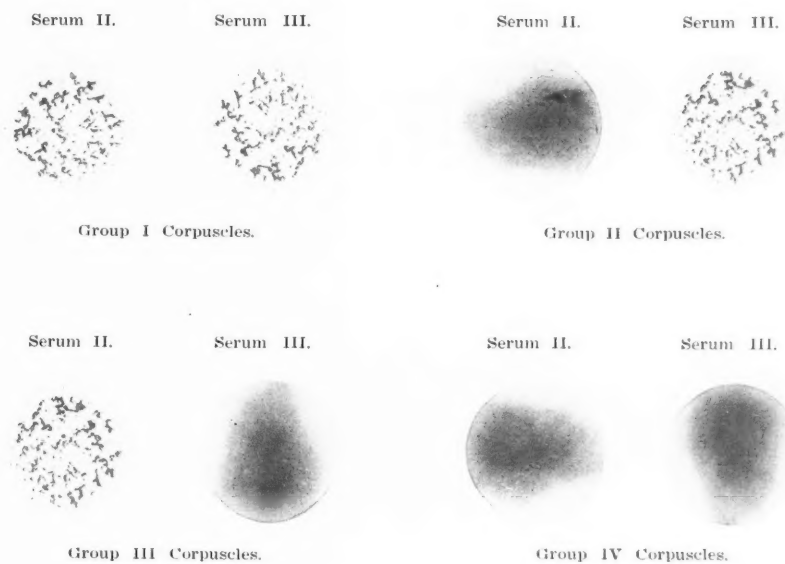 Serum II. Serum III. Serum II. Serum III.
Group I Corpuscles. Group II Corpuscles.
Serum II. Serum III. Serum II. Serum III.
Group III Corpuscles. Group IV Corpuscles.